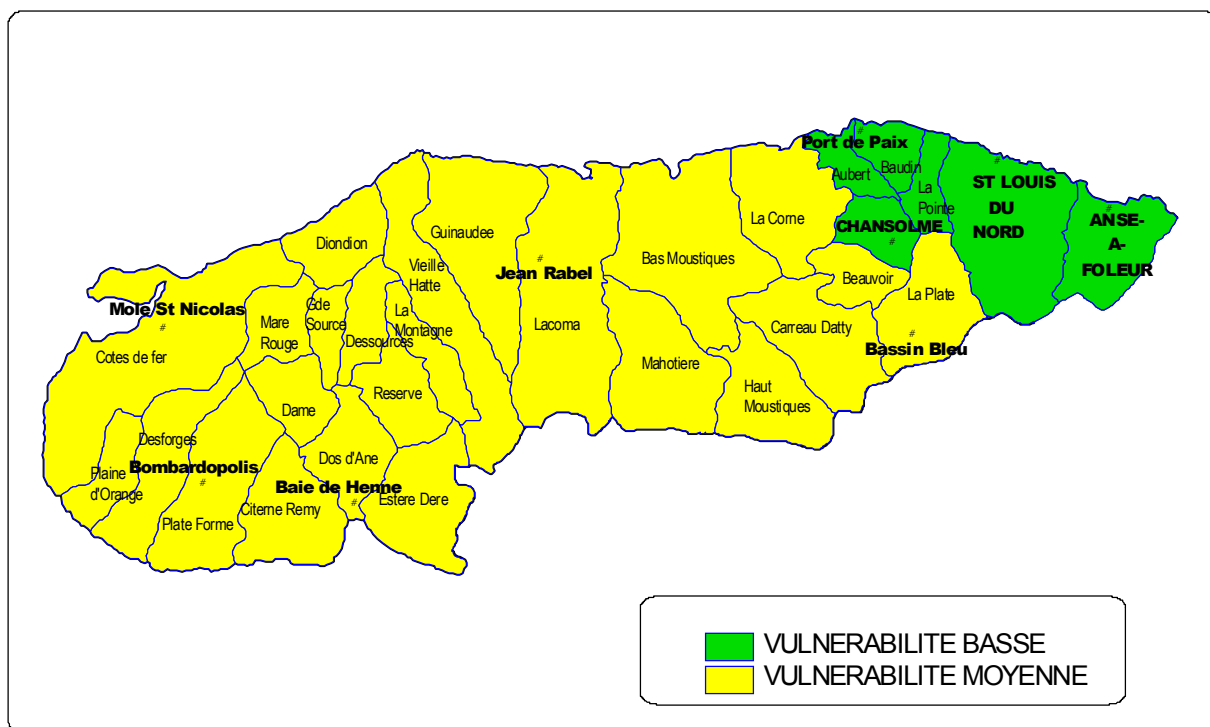 Port de Paix
Baudin
Aubert
La
Pointe
ST LOUIS
DU
NORD
ANSE-
A-
FOLEUR
CHANSOLME
La Corne
Guinaudee
Diondion
Vieille
Hatte
Jean Rabel
Bas Moustiques
Beauvoir
La Plate
Mole St Nicolas
Gde
Source
La
Montagne
Mare
Rouge
Dessources
Lacoma
Carreau Datty
Bassin Bleu
Cotes de fer
Mahotiere
Haut
Moustiques
Reserve
Dame
Desforges
Bombardopolis
Dos d'Ane
Plaine
d'Orange
Baie de Henne
Estere Dere
Citerne Remy
Plate Forme
VULNERABILITE BASSE
VULNERABILITE MOYENNE